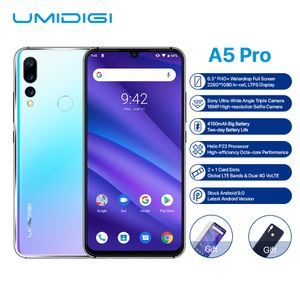 UMIDIGI
A5 Pro
6.3" FHD+ Waterdrop Full Screen
2280*1080 In-cell, LTPS Display
120°
Sony Ultra-Wide Angle Triple Camera
16MP High-resolution Selfie Camera
4150mAh Big Battery
Two-day Battery Life
Helio P23 Processor
High-efficiency Octa-core Performance
2 + 1 Card Slots
Global LTE Bands & Dual 4G VoLTE
Stock Android 9.0
Latest Android Version
UMIDIGI
Gift
Gift